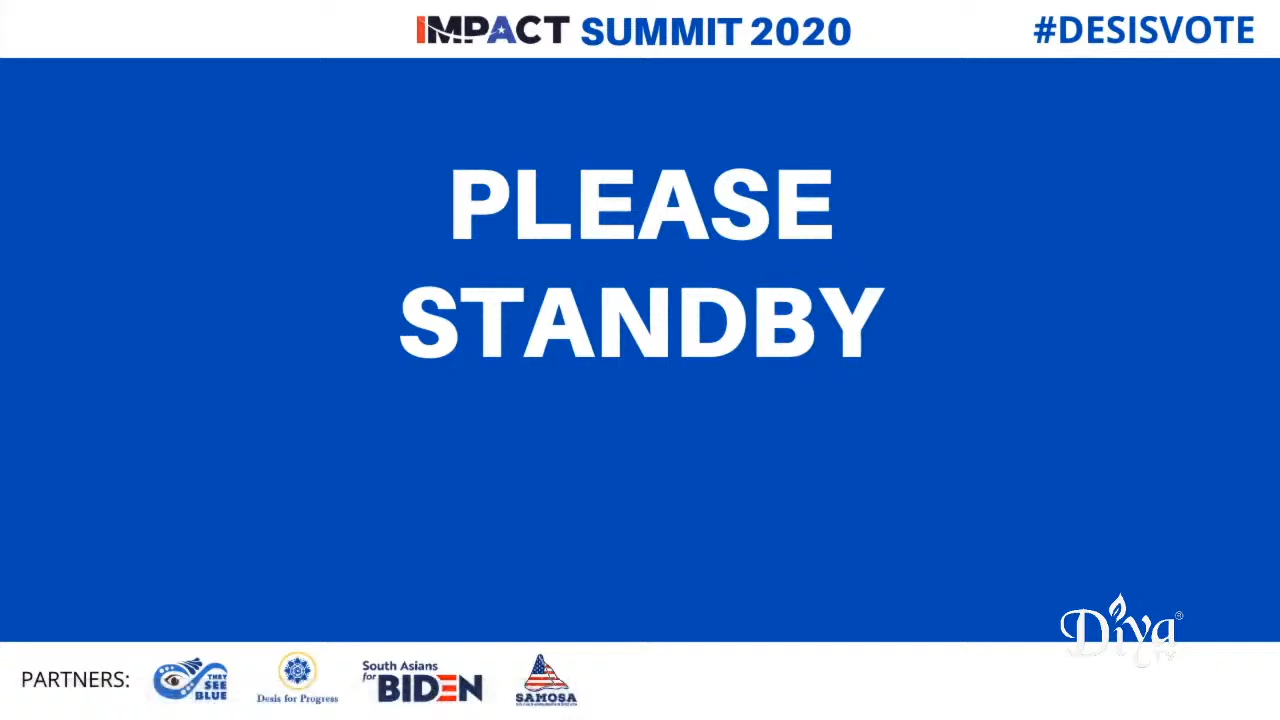 IMPACT SUMMIT 2020
#DESISVOTE
PLEASE
STANDBY
Diya®
TV
PARTNERS:
THEY
SEE
BLUE
Desis for Progress
South Asians
for BIDEN
SAMOSA